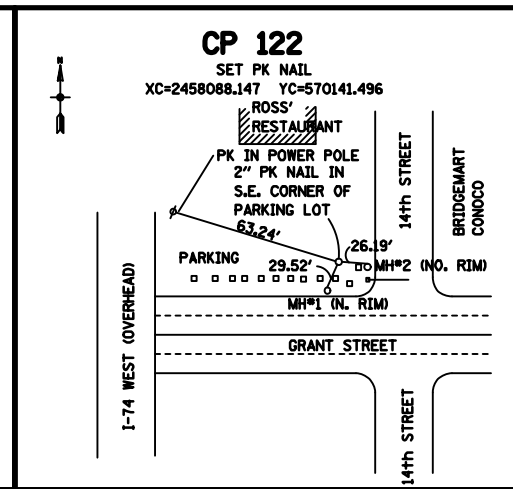 CP 122
SET PK NAIL
XC=2458088.147 YC=570141.496
ROSS'
RESTAURANT
PK IN POWER POLE
2" PK NAIL IN
S.E. CORNER OF
PARKING LOT
63.24'
26.19'
PARKING
29.52'
MH#2 (NO. RIM)
MH#1 (N. RIM)
GRANT STREET
I-74 WEST (OVERHEAD)
14th STREET
BRIDGEMART
CONOCO
14th STREET
N